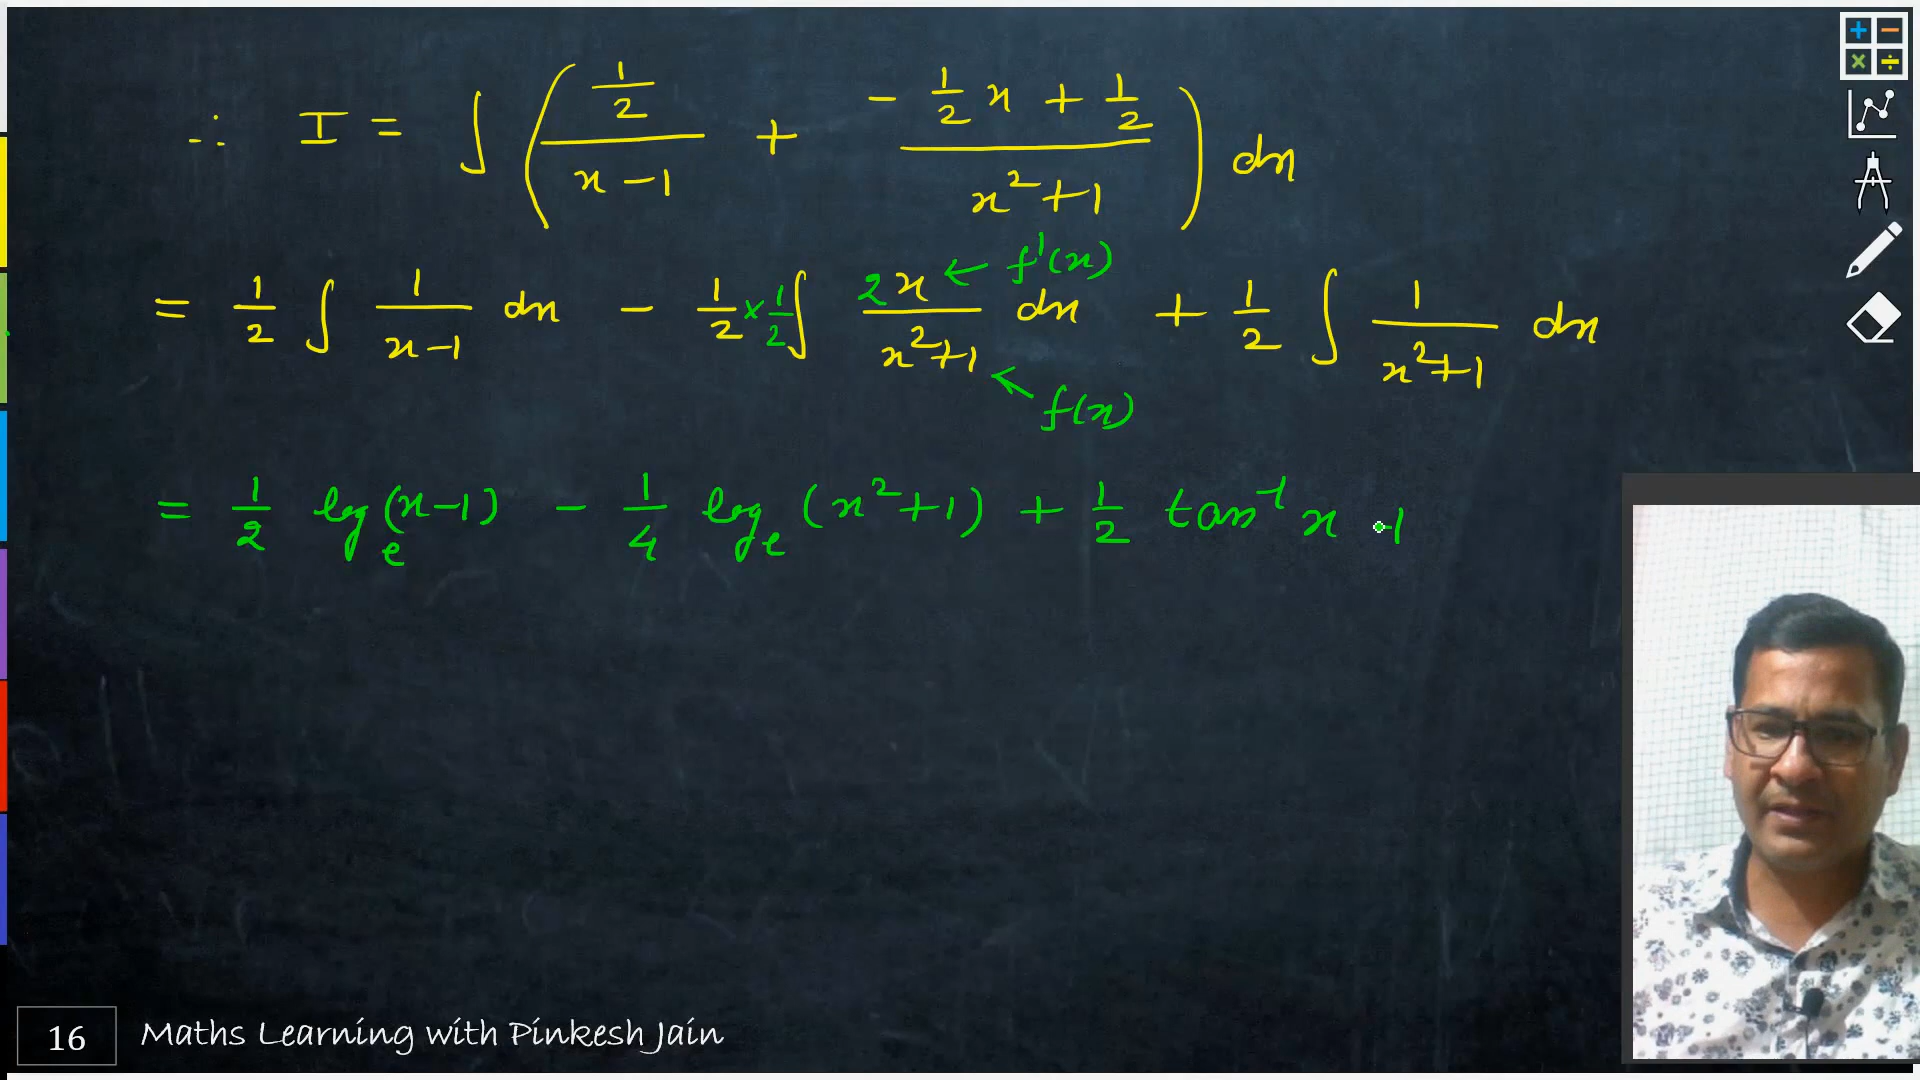 ∴ I = ∫ ( 1/2 / x−1 + −1/2 x + 1/2 / x²+1 ) dx
= 1/2 ∫ 1/x−1 dx − 1/2 × 1/2 ∫ 2x/x²+1 dx + 1/2 ∫ 1/x²+1 dx
← f'(x)
← f(x)
= 1/2 log_e (x−1) − 1/4 log_e (x²+1) + 1/2 tan⁻¹ x
16 Maths Learning with Pinkesh Jain